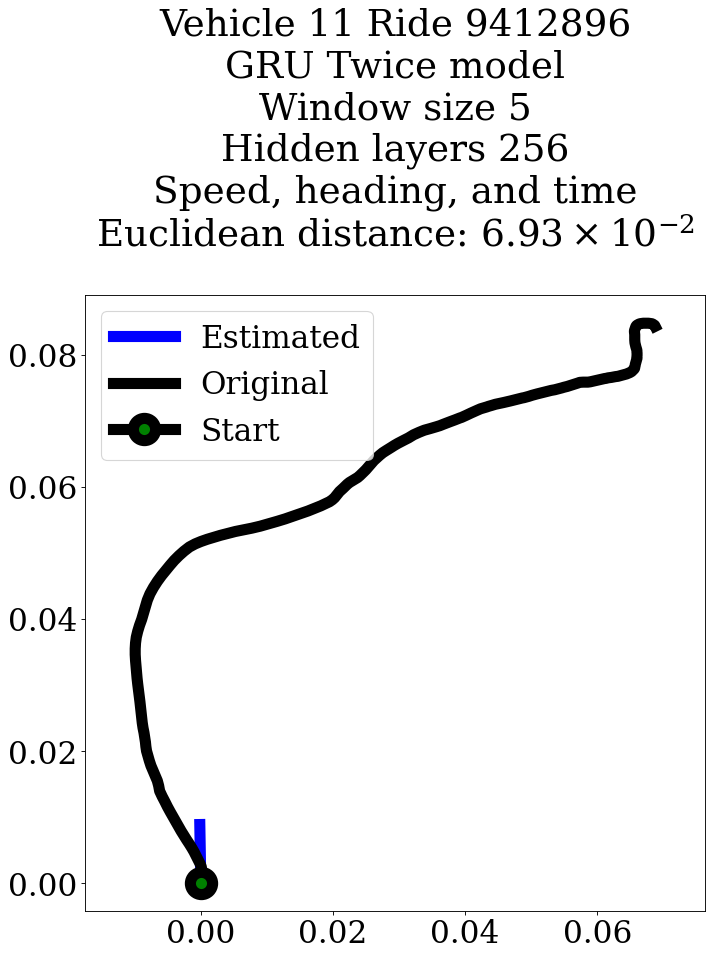 Vehicle 11 Ride 9412896
GRU Twice model
Window size 5
Hidden layers 256
Speed, heading, and time
Euclidean distance: 6.93 × 10⁻²
Estimated
Original
Start
0.08
0.06
0.04
0.02
0.00
0.00 0.02 0.04 0.06